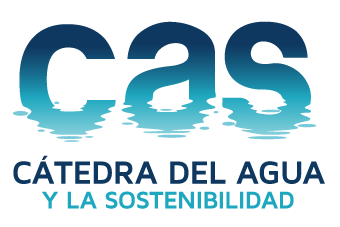 cas
CÁTEDRA DEL AGUA
Y LA SOSTENIBILIDAD